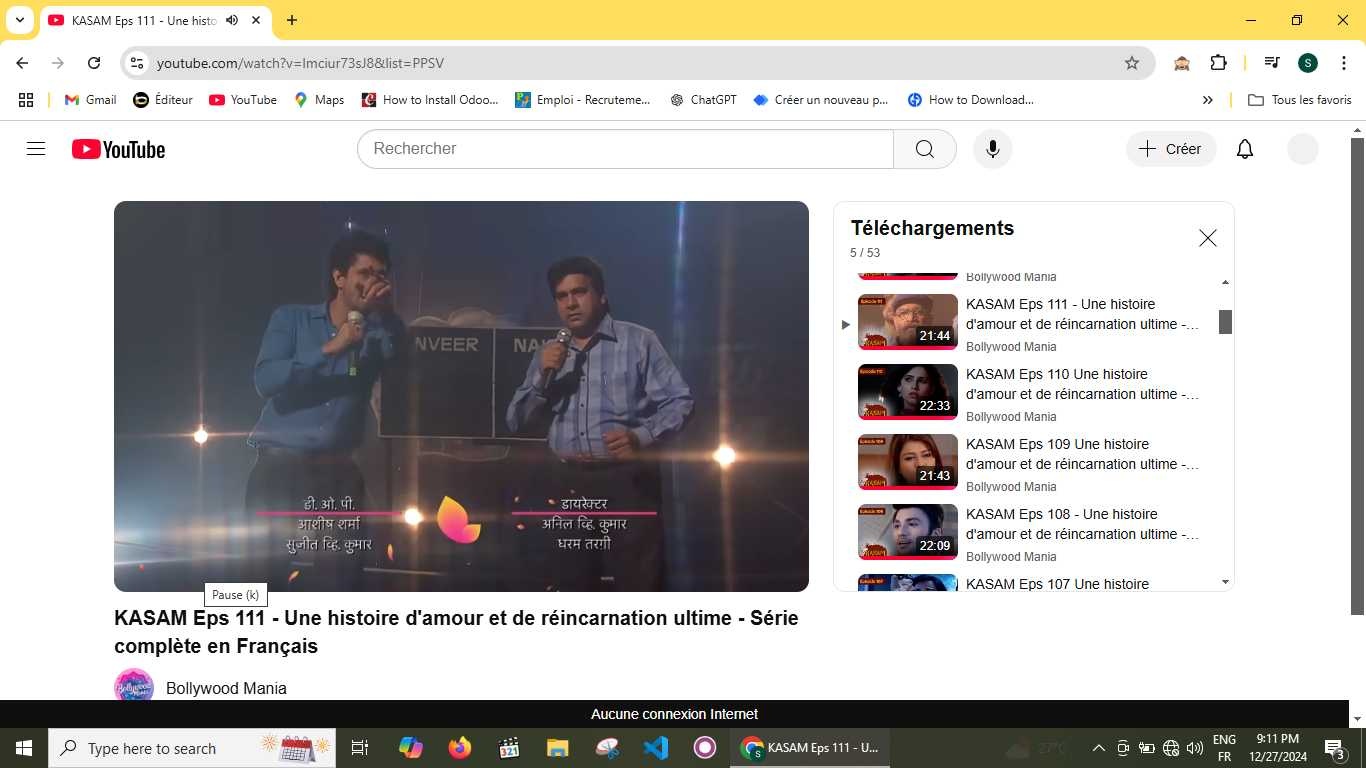 KASAM Eps 111 - Une histo
youtube.com/watch?v=Imciur73sJ8&list=PPSV
S
Gmail
Éditeur
YouTube
Maps
How to Install Odoo...
Emploi - Recruteme...
ChatGPT
Créer un nouveau p...
How to Download...
»
Tous les favoris
YouTube
Rechercher
Créer
NVEER
डी. ओ. पी.
आशीष शर्मा
सुजीत व्हि. कुमार
डायरेक्टर
अनिल व्हि. कुमार
Téléchargements
5 / 53
Bollywood Mania
KASAM Eps 111 - Une histoire
d'amour et de réincarnation ultime -...
21:44
Bollywood Mania
KASAM Eps 110 Une histoire
d'amour et de réincarnation ultime -...
22:33
Bollywood Mania
KASAM Eps 109 Une histoire
d'amour et de réincarnation ultime -...
21:43
Bollywood Mania
KASAM Eps 108 - Une histoire
d'amour et de réincarnation ultime -...
22:09
Bollywood Mania
KASAM Eps 107 Une histoire
Pause (k)
KASAM Eps 111 - Une histoire d'amour et de réincarnation ultime - Série
complète en Français
Bollywood Mania
Aucune connexion Internet
Type here to search
KASAM Eps 111 - U...
27°C
ENG
FR
9:11 PM
12/27/2024
3